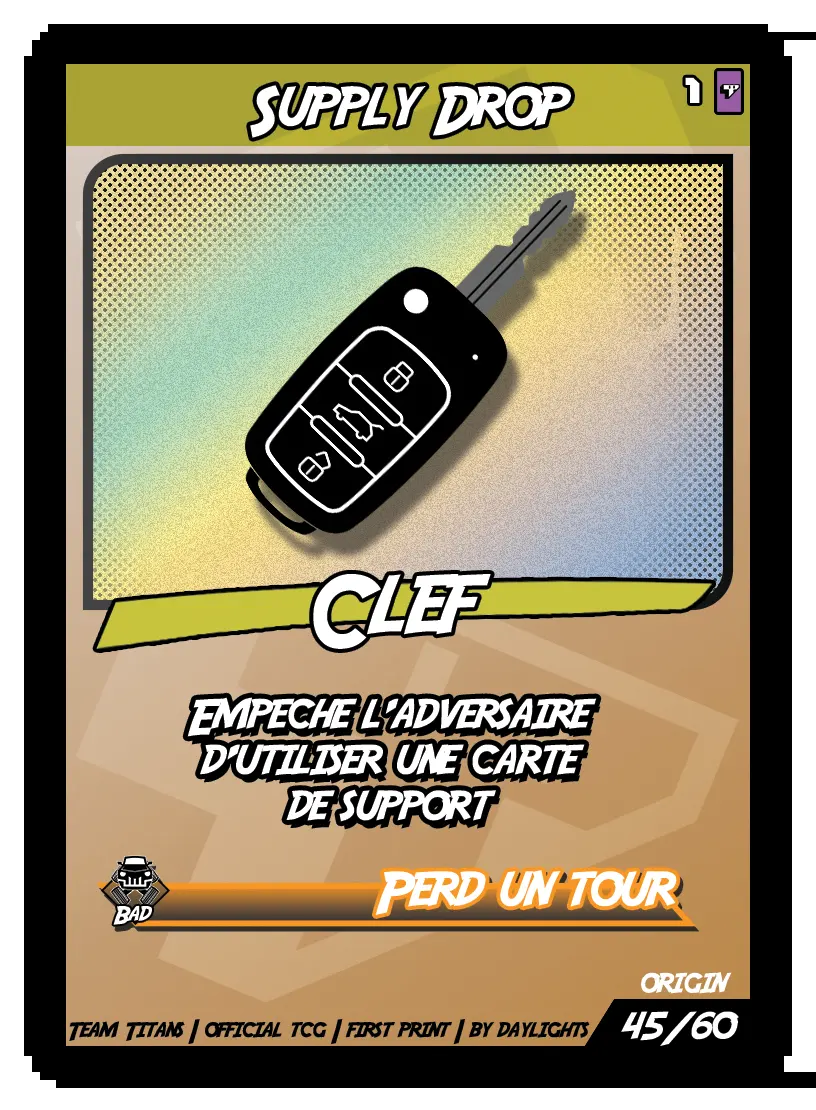 Supply Drop
1
Clef
Empeche l'adversaire
d'utiliser une carte
de support
Bad
Perd un tour
Origin
Team Titans | official tcg | first print | by daylights
45/60